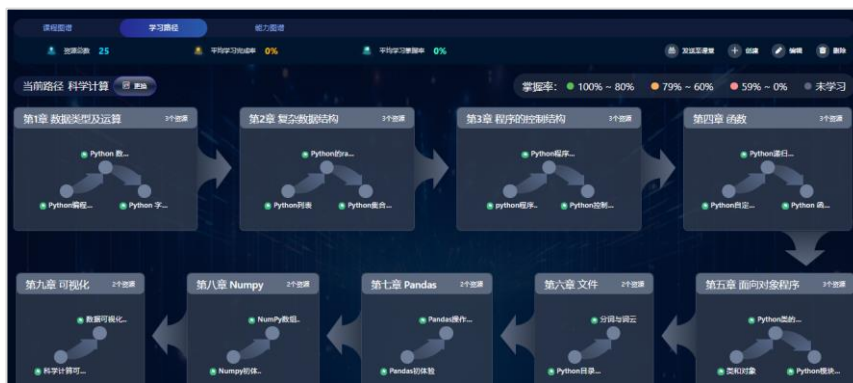 课程图谱 学习路径 能力图谱
资源总数 25 平均学习完成率 0% 平均学习掌握率 0% 发送至课堂 创建 编辑 删除
当前路径 科学计算 更换 掌握率: 100% ~ 80% 79% ~ 60% 59% ~ 0% 未学习
第1章 数据类型及运算 3个资源 第2章 复杂数据结构 3个资源 第3章 程序的控制结构 3个资源 第四章 函数 3个资源
Python 数... Python的ra... Python程序... Python递归...
Python编程... Python 字... Python列表 Python集合... python程序... Python控制... Python自定... Python 函...
第九章 可视化 2个资源 第八章 Numpy 2个资源 第七章 Pandas 2个资源 第六章 文件 2个资源 第五章 面向对象程序 3个资源
数据可视化... NumPy数组... Pandas操作... 分词与词云 Python类的...
科学计算可... Numpy初体... Pandas初体验 Python目录... 类和对象 Python模块...